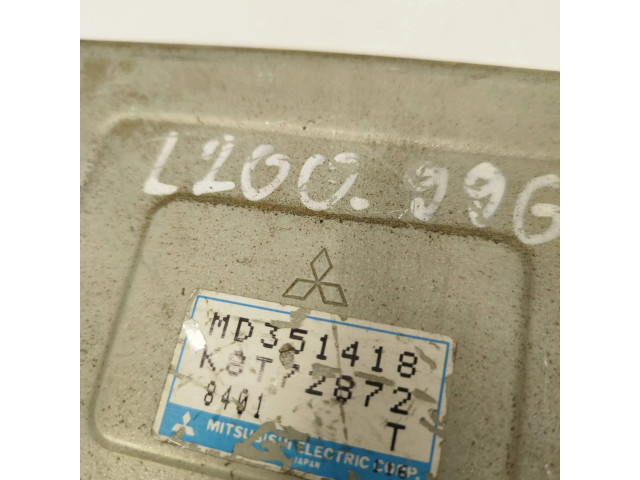 L200. 99G
MD351418
K8T72872
8401 T
MITSUBISHI ELECTRIC CORP.
JAPAN